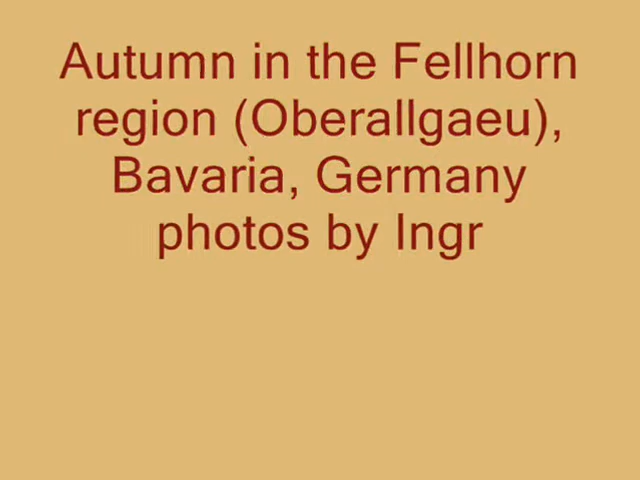 Autumn in the Fellhorn
region (Oberallgaeu),
Bavaria, Germany
photos by Ingr